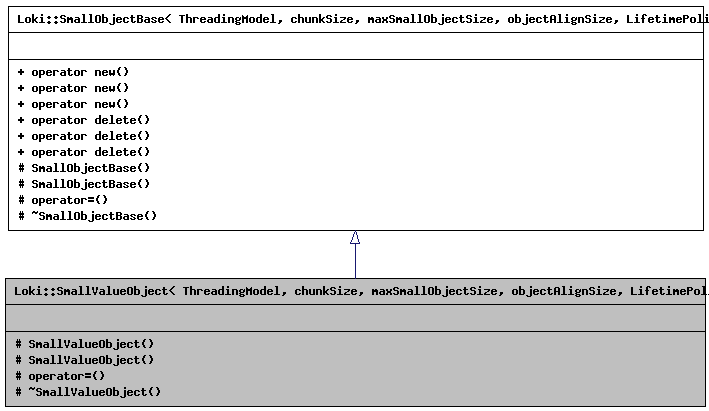 Loki::SmallObjectBase< ThreadingModel, chunkSize, maxSmallObjectSize, objectAlignSize, LifetimePoli
+ operator new()
+ operator new()
+ operator new()
+ operator delete()
+ operator delete()
+ operator delete()
# SmallObjectBase()
# SmallObjectBase()
# operator=()
# ~SmallObjectBase()
Loki::SmallValueObject< ThreadingModel, chunkSize, maxSmallObjectSize, objectAlignSize, LifetimePol
# SmallValueObject()
# SmallValueObject()
# operator=()
# ~SmallValueObject()